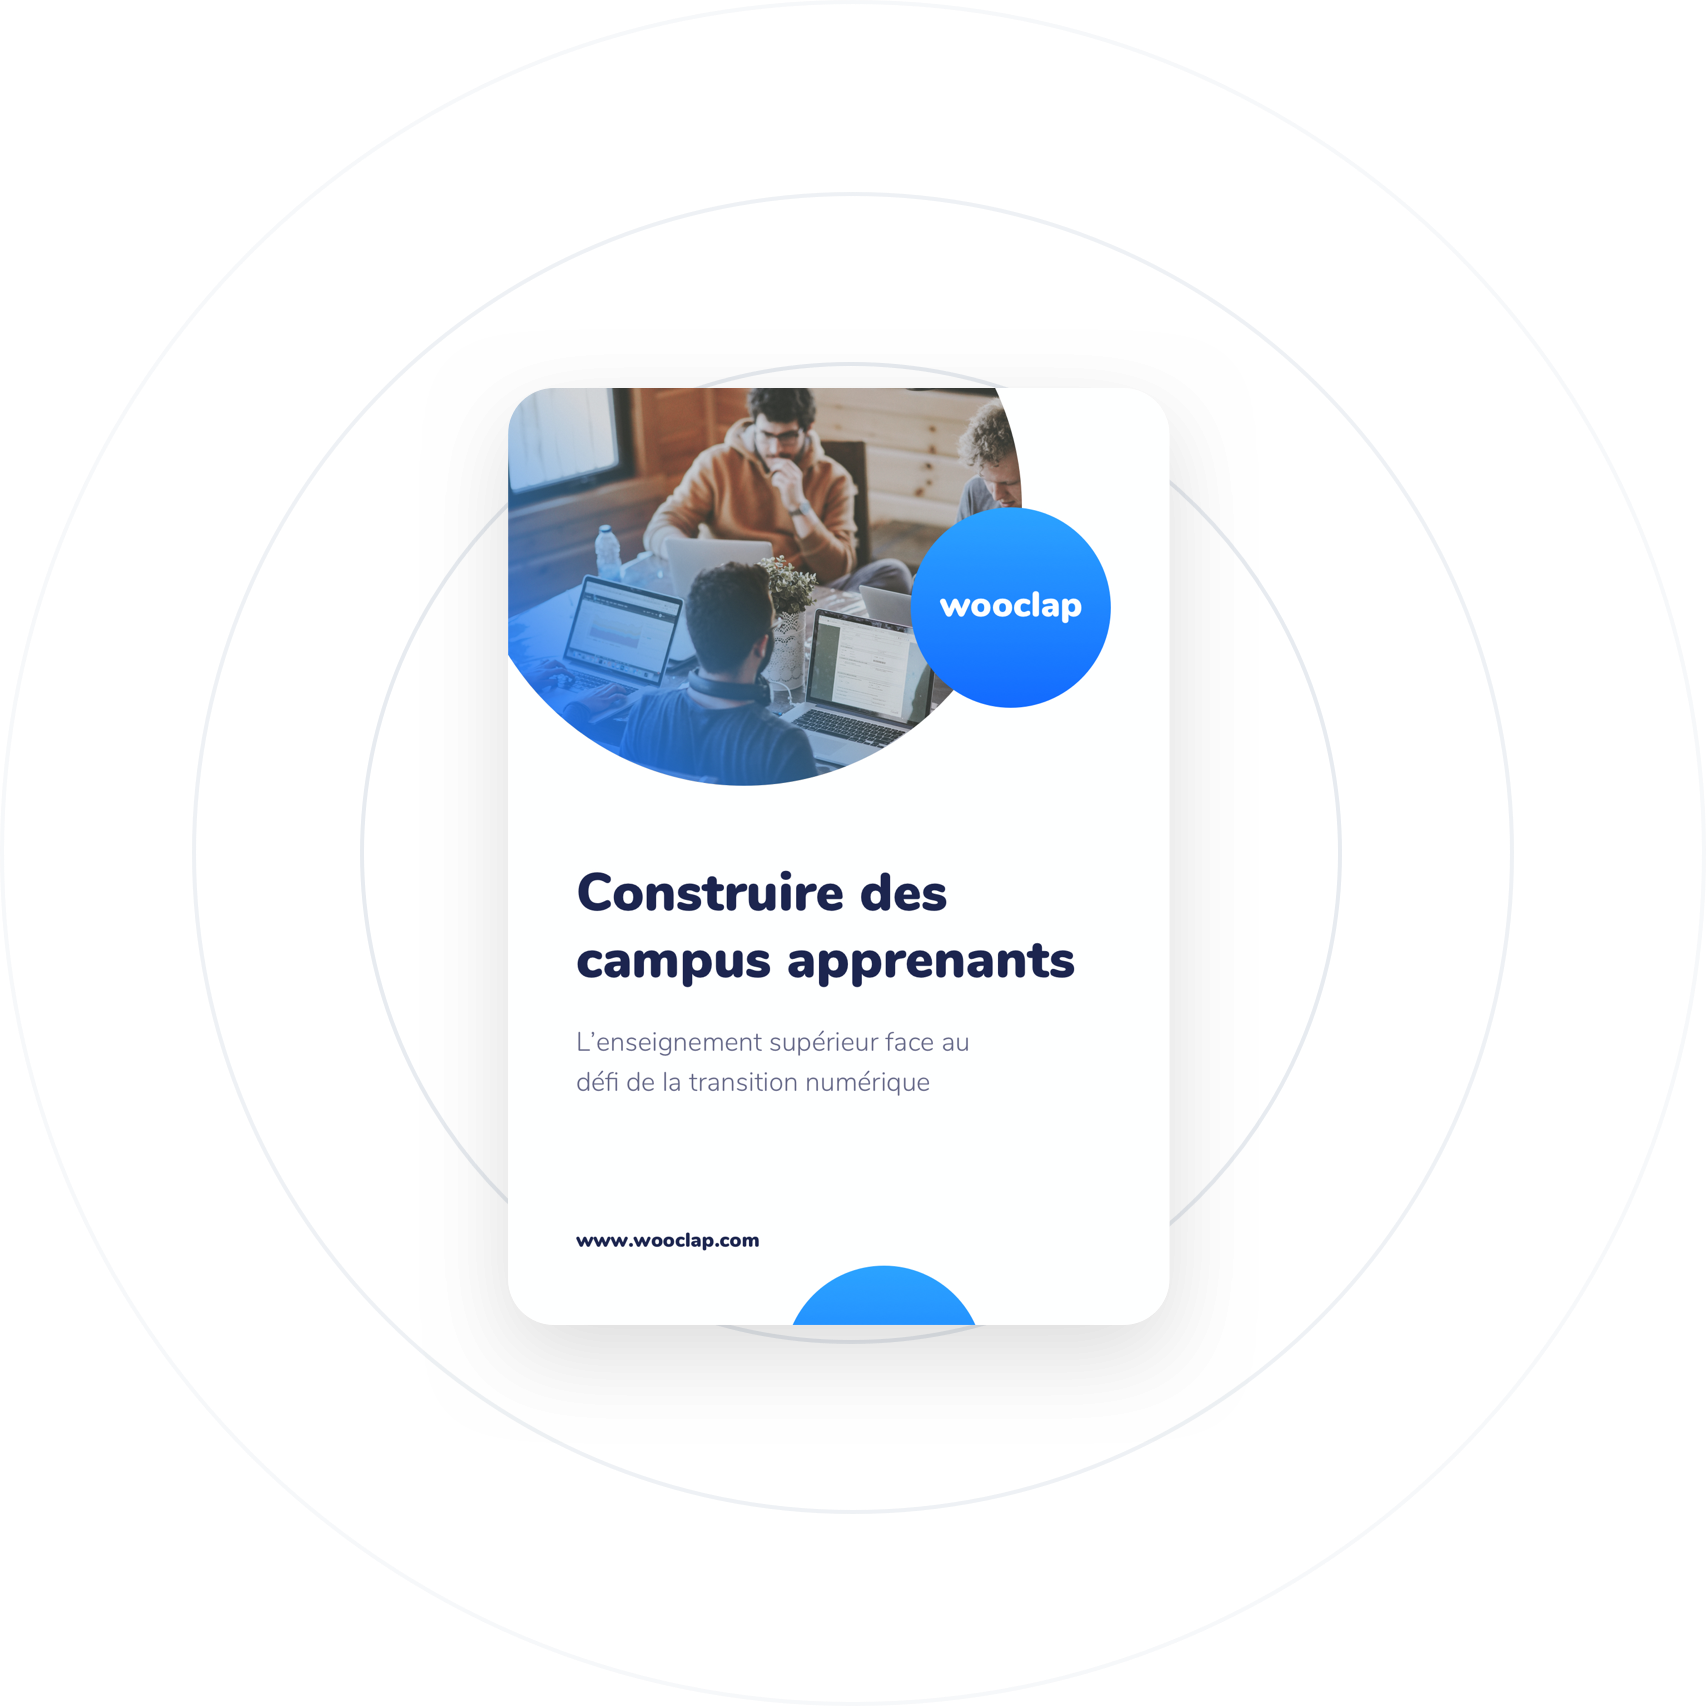 wooclap
Construire des
campus apprenants
L’enseignement supérieur face au
défi de la transition numérique
www.wooclap.com